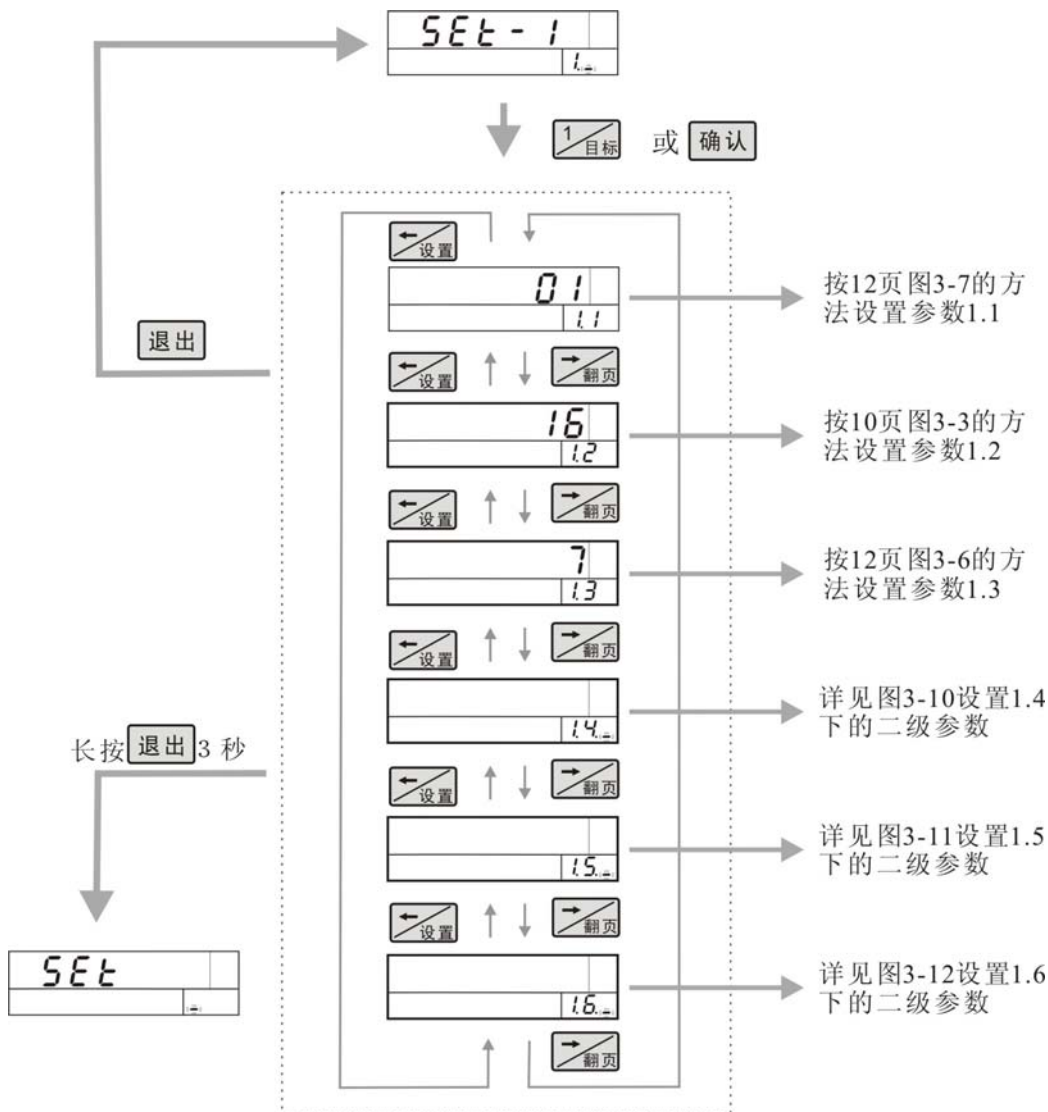 SEt-1
1.
1 目标 或 确认
← 设置
01
1.1
按12页图3-7的方
法设置参数1.1
退出
← 设置 → 翻页
16
1.2
按10页图3-3的方
法设置参数1.2
← 设置 → 翻页
7
1.3
按12页图3-6的方
法设置参数1.3
← 设置 → 翻页
1.4.
详见图3-10设置1.4
下的二级参数
长按 退出 3 秒
← 设置 → 翻页
1.5.
详见图3-11设置1.5
下的二级参数
← 设置 → 翻页
SEt
1.6.
详见图3-12设置1.6
下的二级参数
→ 翻页